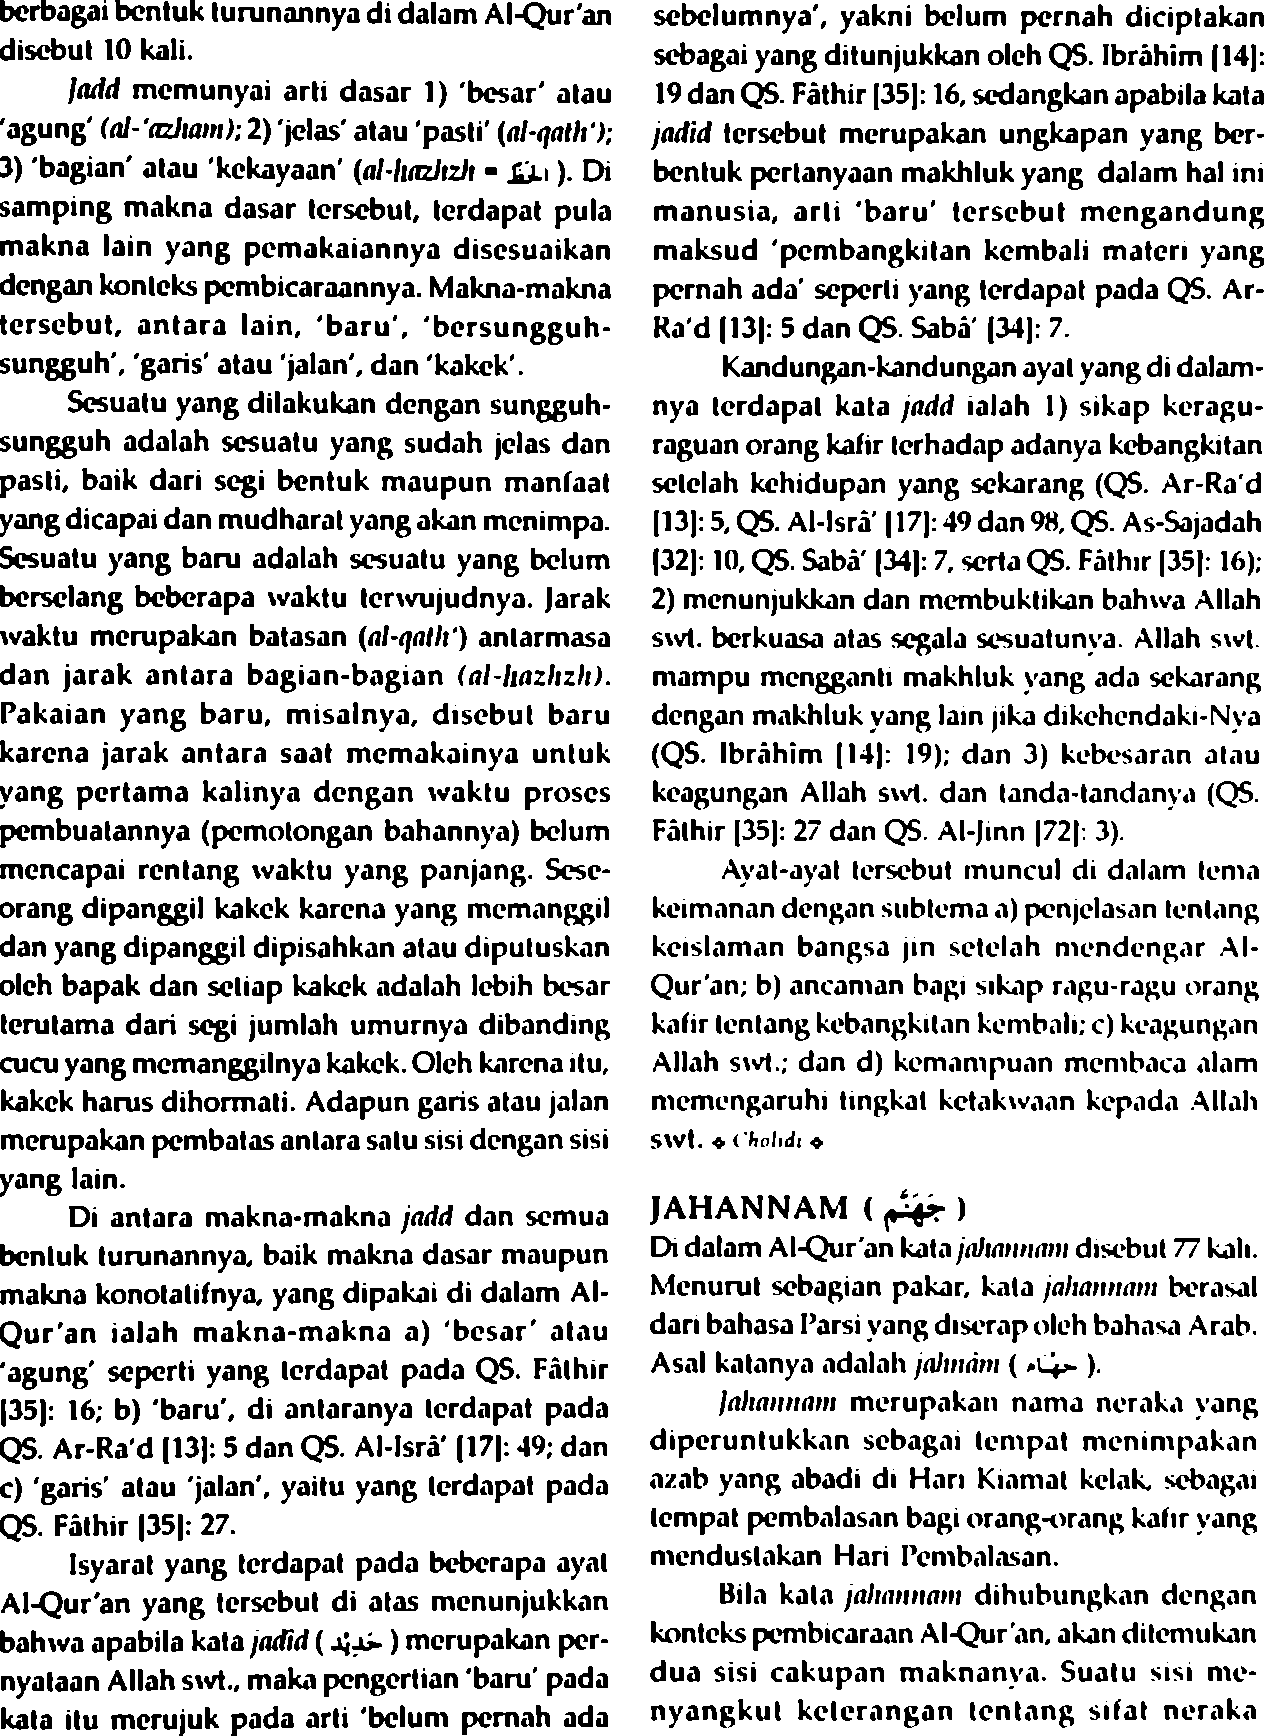 berbagai bentuk turunannya di dalam Al-Qur'an
disebut 10 kali.
Jadd memunyai arti dasar 1) 'besar' atau
'agung' (al-'azham); 2) 'jelas' atau 'pasti' (al-qath');
3) 'bagian' atau 'kekayaan' (al-hazhzh = الحَظّ ). Di
samping makna dasar tersebut, terdapat pula
makna lain yang pemakaiannya disesuaikan
dengan konteks pembicaraannya. Makna-makna
tersebut, antara lain, 'baru', 'bersungguh-
sungguh', 'garis' atau 'jalan', dan 'kakek'.
Sesuatu yang dilakukan dengan sungguh-
sungguh adalah sesuatu yang sudah jelas dan
pasti, baik dari segi bentuk maupun manfaat
yang dicapai dan mudharat yang akan menimpa.
Sesuatu yang baru adalah sesuatu yang belum
berselang beberapa waktu terwujudnya. Jarak
waktu merupakan batasan (al-qath') antarmasa
dan jarak antara bagian-bagian (al-hazhzh).
Pakaian yang baru, misalnya, disebut baru
karena jarak antara saat memakainya untuk
yang pertama kalinya dengan waktu proses
pembuatannya (pemotongan bahannya) belum
mencapai rentang waktu yang panjang. Sese-
orang dipanggil kakek karena yang memanggil
dan yang dipanggil dipisahkan atau diputuskan
oleh bapak dan setiap kakek adalah lebih besar
terutama dari segi jumlah umurnya dibanding
cucu yang memanggilnya kakek. Oleh karena itu,
kakek harus dihormati. Adapun garis atau jalan
merupakan pembatas antara satu sisi dengan sisi
yang lain.
Di antara makna-makna jadd dan semua
bentuk turunannya, baik makna dasar maupun
makna konotatifnya, yang dipakai di dalam Al-
Qur'an ialah makna-makna a) 'besar' atau
'agung' seperti yang terdapat pada QS. Fâthir
[35]: 16; b) 'baru', di antaranya terdapat pada
QS. Ar-Ra'd [13]: 5 dan QS. Al-Isrâ' [17]: 49; dan
c) 'garis' atau 'jalan', yaitu yang terdapat pada
QS. Fâthir [35]: 27.
Isyarat yang terdapat pada beberapa ayat
Al-Qur'an yang tersebut di atas menunjukkan
bahwa apabila kata jadîd ( جَدِيْد ) merupakan per-
nyataan Allah swt., maka pengertian 'baru' pada
kata itu merujuk pada arti 'belum pernah ada
sebelumnya', yakni belum pernah diciptakan
sebagai yang ditunjukkan oleh QS. Ibrâhîm [14]:
19 dan QS. Fâthir [35]: 16, sedangkan apabila kata
jadîd tersebut merupakan ungkapan yang ber-
bentuk pertanyaan makhluk yang dalam hal ini
manusia, arti 'baru' tersebut mengandung
maksud 'pembangkitan kembali materi yang
pernah ada' seperti yang terdapat pada QS. Ar-
Ra'd [13]: 5 dan QS. Sabâ' [34]: 7.
Kandungan-kandungan ayat yang di dalam-
nya terdapat kata jadd ialah 1) sikap keragu-
raguan orang kafir terhadap adanya kebangkitan
setelah kehidupan yang sekarang (QS. Ar-Ra'd
[13]: 5, QS. Al-Isrâ' [17]: 49 dan 98, QS. As-Sajadah
[32]: 10, QS. Sabâ' [34]: 7, serta QS. Fâthir [35]: 16);
2) menunjukkan dan membuktikan bahwa Allah
swt. berkuasa atas segala sesuatunya. Allah swt.
mampu mengganti makhluk yang ada sekarang
dengan makhluk yang lain jika dikehendaki-Nya
(QS. Ibrâhîm [14]: 19); dan 3) kebesaran atau
keagungan Allah swt. dan tanda-tandanya (QS.
Fâthir [35]: 27 dan QS. Al-Jinn [72]: 3).
Ayat-ayat tersebut muncul di dalam tema
keimanan dengan subtema a) penjelasan tentang
keislaman bangsa jin setelah mendengar Al-
Qur'an; b) ancaman bagi sikap ragu-ragu orang
kafir tentang kebangkitan kembali; c) keagungan
Allah swt.; dan d) kemampuan membaca alam
memengaruhi tingkat ketakwaan kepada Allah
swt. ❖ Cholidi ❖
JAHANNAM ( جَهَنَّم )
Di dalam Al-Qur'an kata jahannam disebut 77 kali.
Menurut sebagian pakar, kata jahannam berasal
dari bahasa Parsi yang diserap oleh bahasa Arab.
Asal katanya adalah jahnâm ( جهنام ).
Jahannam merupakan nama neraka yang
diperuntukkan sebagai tempat menimpakan
azab yang abadi di Hari Kiamat kelak, sebagai
tempat pembalasan bagi orang-orang kafir yang
mendustakan Hari Pembalasan.
Bila kata jahannam dihubungkan dengan
konteks pembicaraan Al-Qur'an, akan ditemukan
dua sisi cakupan maknanya. Suatu sisi me-
nyangkut keterangan tentang sifat neraka